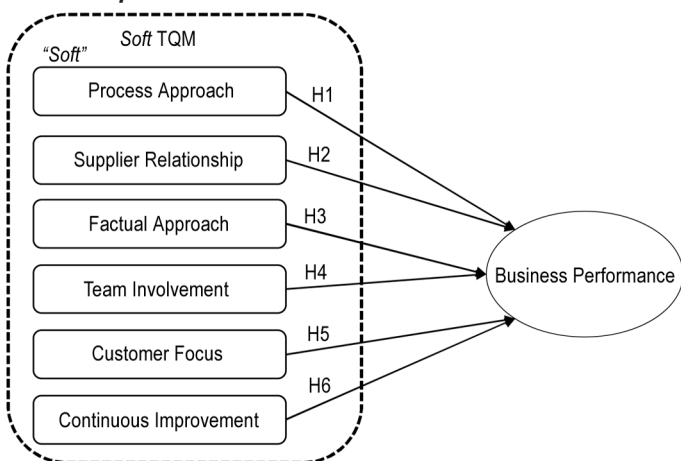 Soft TQM
“Soft”
Process Approach
H1
Supplier Relationship
H2
Factual Approach
H3
Team Involvement
H4
Business Performance
Customer Focus
H5
Continuous Improvement
H6